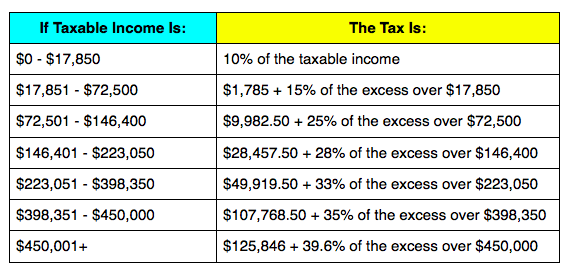 If Taxable Income Is: The Tax Is:
$0 - $17,850 10% of the taxable income
$17,851 - $72,500 $1,785 + 15% of the excess over $17,850
$72,501 - $146,400 $9,982.50 + 25% of the excess over $72,500
$146,401 - $223,050 $28,457.50 + 28% of the excess over $146,400
$223,051 - $398,350 $49,919.50 + 33% of the excess over $223,050
$398,351 - $450,000 $107,768.50 + 35% of the excess over $398,350
$450,001+ $125,846 + 39.6% of the excess over $450,000